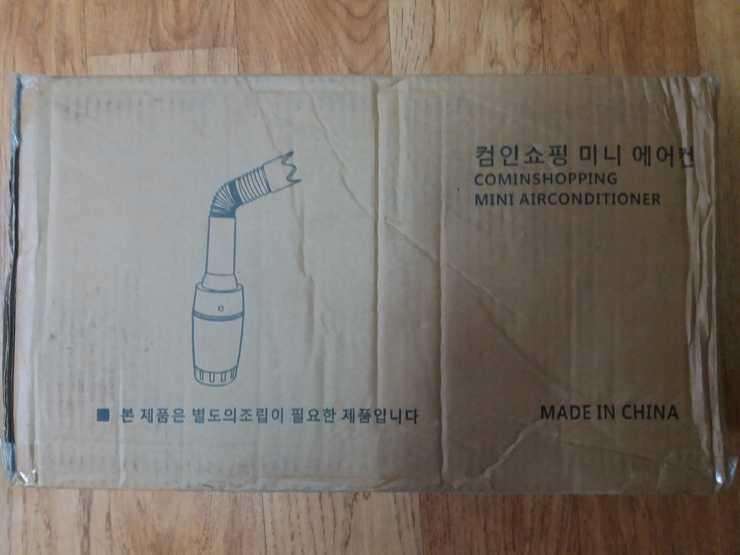 컴인쇼핑 미니 에어컨
COMINSHOPPING
MINI AIRCONDITIONER
■ 본 제품은 별도의조립이 필요한 제품입니다
MADE IN CHINA